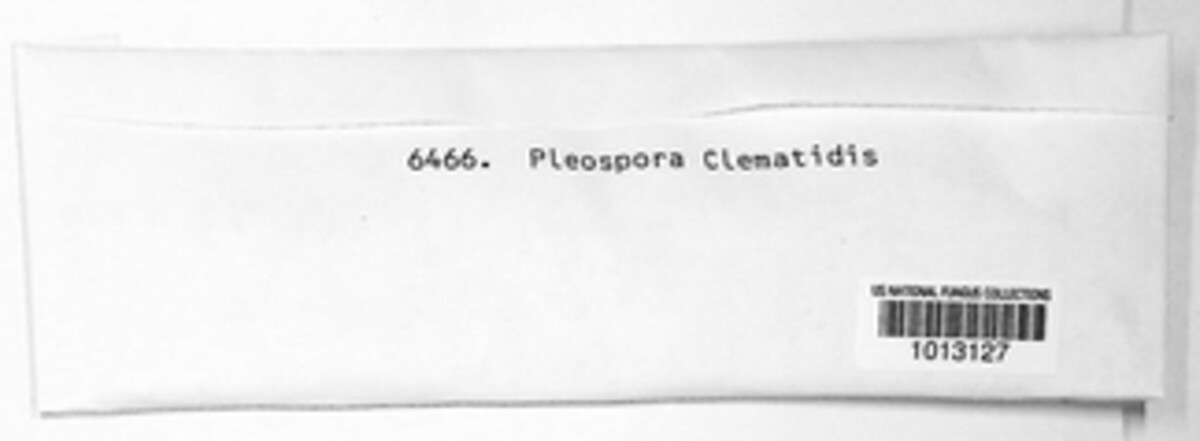 6466. Pleospora Clematidis
US NATIONAL FUNGUS COLLECTIONS
1013127